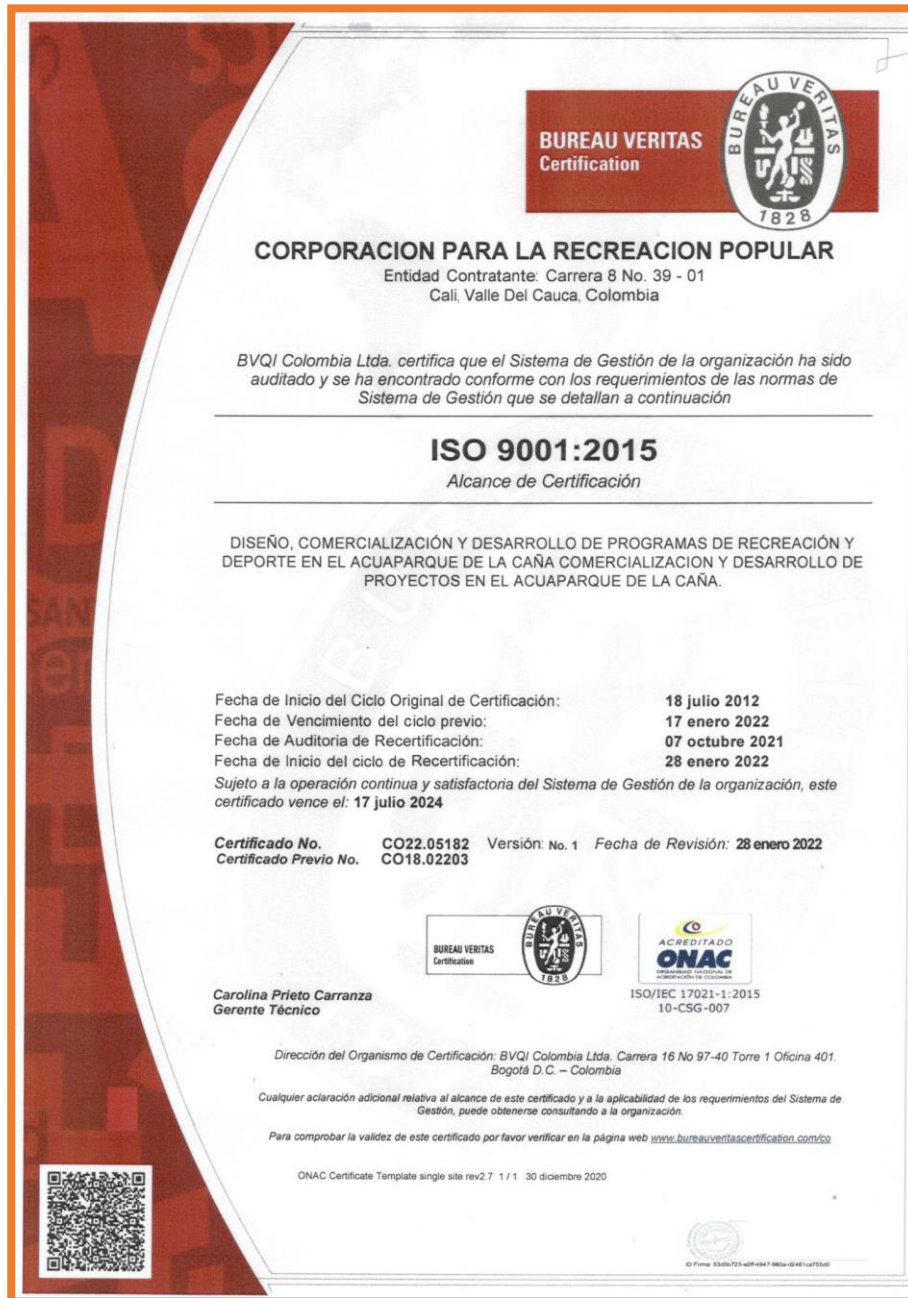 BUREAU VERITAS
Certification
BUREAU VERITAS
1828
CORPORACION PARA LA RECREACION POPULAR
Entidad Contratante: Carrera 8 No. 39 - 01
Cali, Valle Del Cauca, Colombia
BVQI Colombia Ltda. certifica que el Sistema de Gestión de la organización ha sido
auditado y se ha encontrado conforme con los requerimientos de las normas de
Sistema de Gestión que se detallan a continuación
ISO 9001:2015
Alcance de Certificación
DISEÑO, COMERCIALIZACIÓN Y DESARROLLO DE PROGRAMAS DE RECREACIÓN Y
DEPORTE EN EL ACUAPARQUE DE LA CAÑA COMERCIALIZACION Y DESARROLLO DE
PROYECTOS EN EL ACUAPARQUE DE LA CAÑA.
Fecha de Inicio del Ciclo Original de Certificación: 18 julio 2012
Fecha de Vencimiento del ciclo previo: 17 enero 2022
Fecha de Auditoria de Recertificación: 07 octubre 2021
Fecha de Inicio del ciclo de Recertificación: 28 enero 2022
Sujeto a la operación continua y satisfactoria del Sistema de Gestión de la organización, este
certificado vence el: 17 julio 2024
Certificado No. CO22.05182 Versión: No. 1 Fecha de Revisión: 28 enero 2022
Certificado Previo No. CO18.02203
BUREAU VERITAS
Certification
BUREAU VERITAS
1828
ACREDITADO
ONAC
ORGANISMO NACIONAL DE
ACREDITACIÓN DE COLOMBIA
ISO/IEC 17021-1:2015
10-CSG-007
Carolina Prieto Carranza
Gerente Técnico
Dirección del Organismo de Certificación: BVQI Colombia Ltda. Carrera 16 No 97-40 Torre 1 Oficina 401.
Bogotá D.C. – Colombia
Cualquier aclaración adicional relativa al alcance de este certificado y a la aplicabilidad de los requerimientos del Sistema de
Gestión, puede obtenerse consultando a la organización.
Para comprobar la validez de este certificado por favor verificar en la página web www.bureauveritascertification.com/co
ONAC Certificate Template single site rev2.7 1 / 1 30 diciembre 2020
ID Firma: